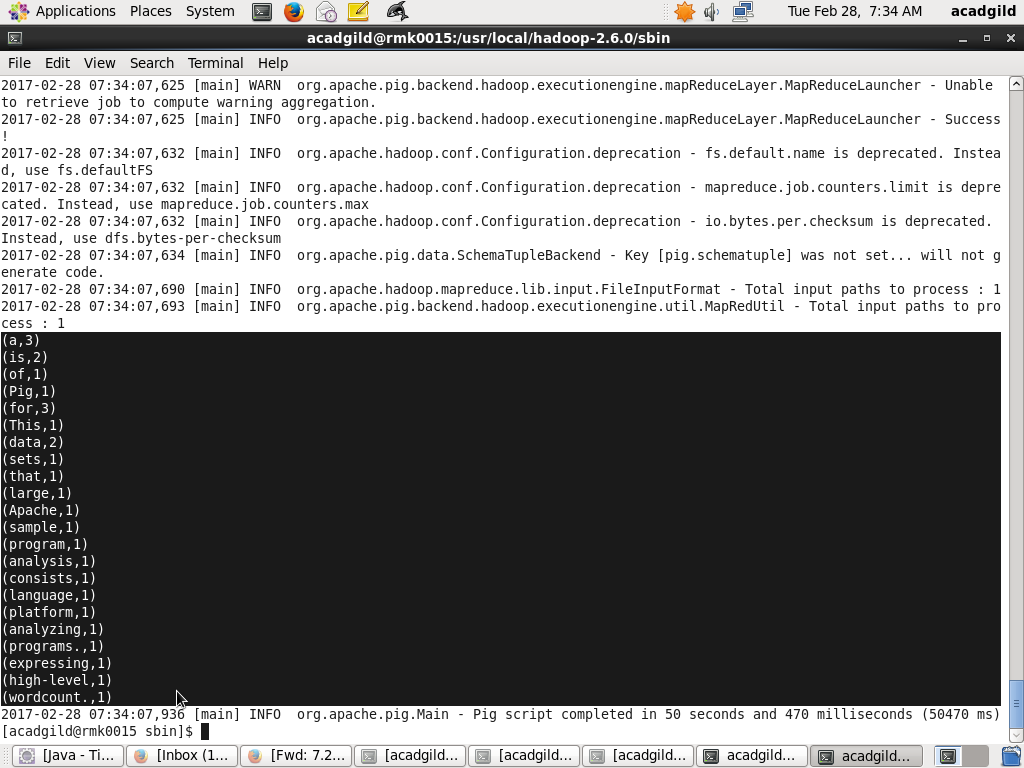 Applications Places System Tue Feb 28, 7:34 AM acadgild
acadgild@rmk0015:/usr/local/hadoop-2.6.0/sbin
File Edit View Search Terminal Help
2017-02-28 07:34:07,625 [main] WARN  org.apache.pig.backend.hadoop.executionengine.mapReduceLayer.MapReduceLauncher - Unable
to retrieve job to compute warning aggregation.
2017-02-28 07:34:07,625 [main] INFO  org.apache.pig.backend.hadoop.executionengine.mapReduceLayer.MapReduceLauncher - Success
!
2017-02-28 07:34:07,632 [main] INFO  org.apache.hadoop.conf.Configuration.deprecation - fs.default.name is deprecated. Instea
d, use fs.defaultFS
2017-02-28 07:34:07,632 [main] INFO  org.apache.hadoop.conf.Configuration.deprecation - mapreduce.job.counters.limit is depre
cated. Instead, use mapreduce.job.counters.max
2017-02-28 07:34:07,632 [main] INFO  org.apache.hadoop.conf.Configuration.deprecation - io.bytes.per.checksum is deprecated.
Instead, use dfs.bytes-per-checksum
2017-02-28 07:34:07,634 [main] INFO  org.apache.pig.data.SchemaTupleBackend - Key [pig.schematuple] was not set... will not g
enerate code.
2017-02-28 07:34:07,690 [main] INFO  org.apache.hadoop.mapreduce.lib.input.FileInputFormat - Total input paths to process : 1
2017-02-28 07:34:07,693 [main] INFO  org.apache.pig.backend.hadoop.executionengine.util.MapRedUtil - Total input paths to pro
cess : 1
(a,3)
(is,2)
(of,1)
(Pig,1)
(for,3)
(This,1)
(data,2)
(sets,1)
(that,1)
(large,1)
(Apache,1)
(sample,1)
(program,1)
(analysis,1)
(consists,1)
(language,1)
(platform,1)
(analyzing,1)
(programs.,1)
(expressing,1)
(high-level,1)
(wordcount.,1)
2017-02-28 07:34:07,936 [main] INFO  org.apache.pig.Main - Pig script completed in 50 seconds and 470 milliseconds (50470 ms)
[acadgild@rmk0015 sbin]$
[Java - Ti... [Inbox (1... [Fwd: 7.2... [acadgild... [acadgild... [acadgild... acadgild... acadgild...